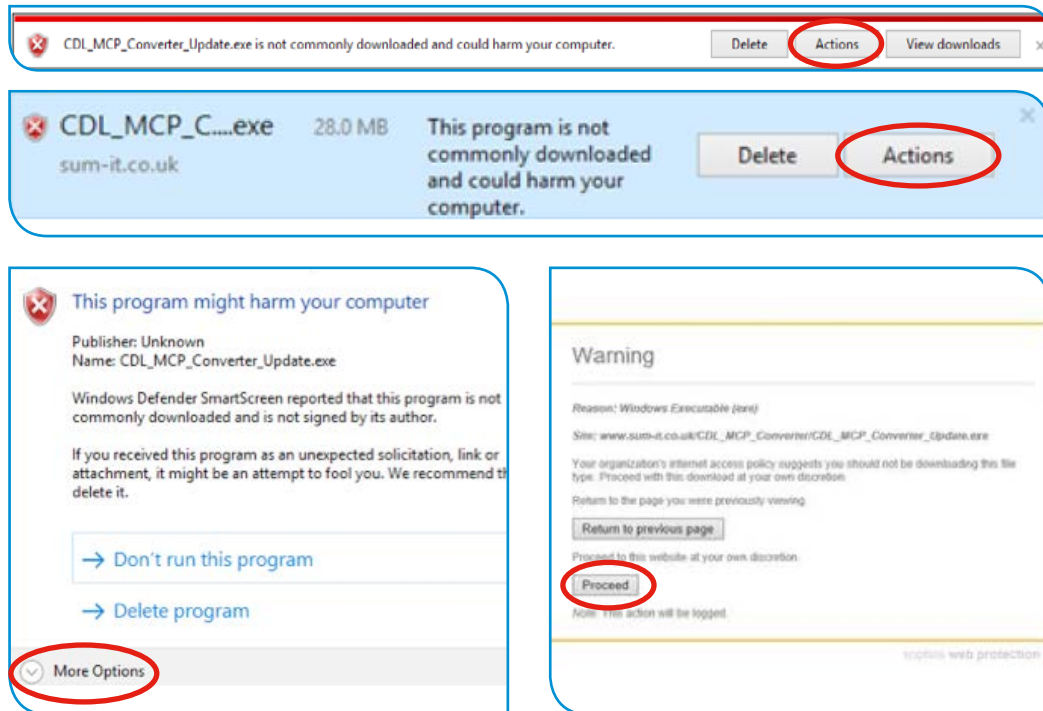 CDL_MCP_Converter_Update.exe is not commonly downloaded and could harm your computer.
Delete
Actions
View downloads
CDL_MCP_C....exe
28.0 MB
sum-it.co.uk
This program is not
commonly downloaded
and could harm your
computer.
Delete
Actions
This program might harm your computer
Publisher: Unknown
Name: CDL_MCP_Converter_Update.exe
Windows Defender SmartScreen reported that this program is not
commonly downloaded and is not signed by its author.
If you received this program as an unexpected solicitation, link or
attachment, it might be an attempt to fool you. We recommend th
delete it.
→ Don't run this program
→ Delete program
More Options
Warning
Reason: Windows Executable (exe)
Site: www.sum-it.co.uk/CDL_MCP_Converter/CDL_MCP_Converter_Update.exe
Your organization's internet access policy suggests you should not be downloading this file
type. Proceed with this download at your own discretion.
Return to the page you were previously viewing.
Return to previous page
Proceed to this website at your own discretion.
Proceed
Note: This action will be logged.
sophos web protection